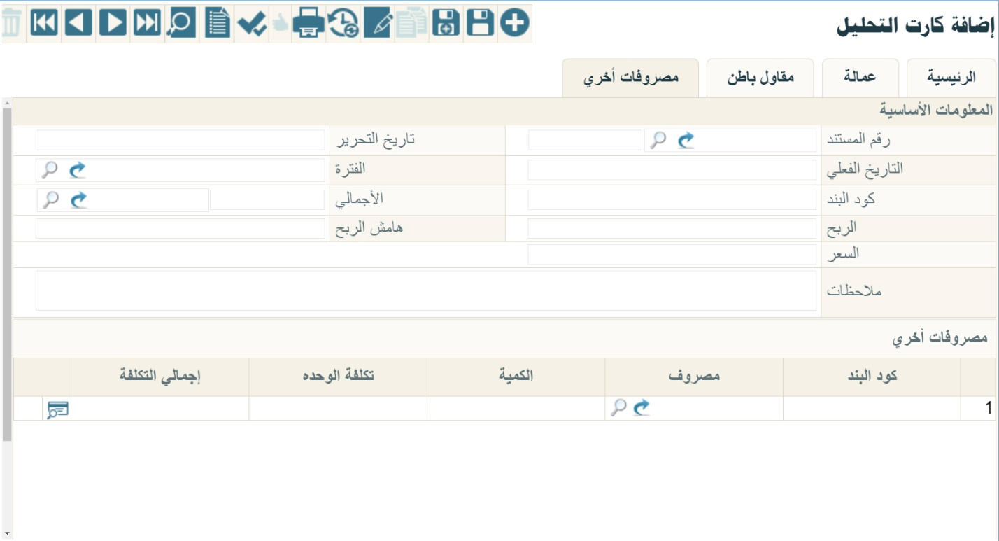 إضافة كارت التحليل
الرئيسية عمالة مقاول باطن مصروفات أخري
المعلومات الأساسية
رقم المستند تاريخ التحرير
التاريخ الفعلي الفترة
كود البند الأجمالي
الربح هامش الربح
السعر
ملاحظات
مصروفات أخري
كود البند مصروف الكمية تكلفة الوحده إجمالي التكلفة
1